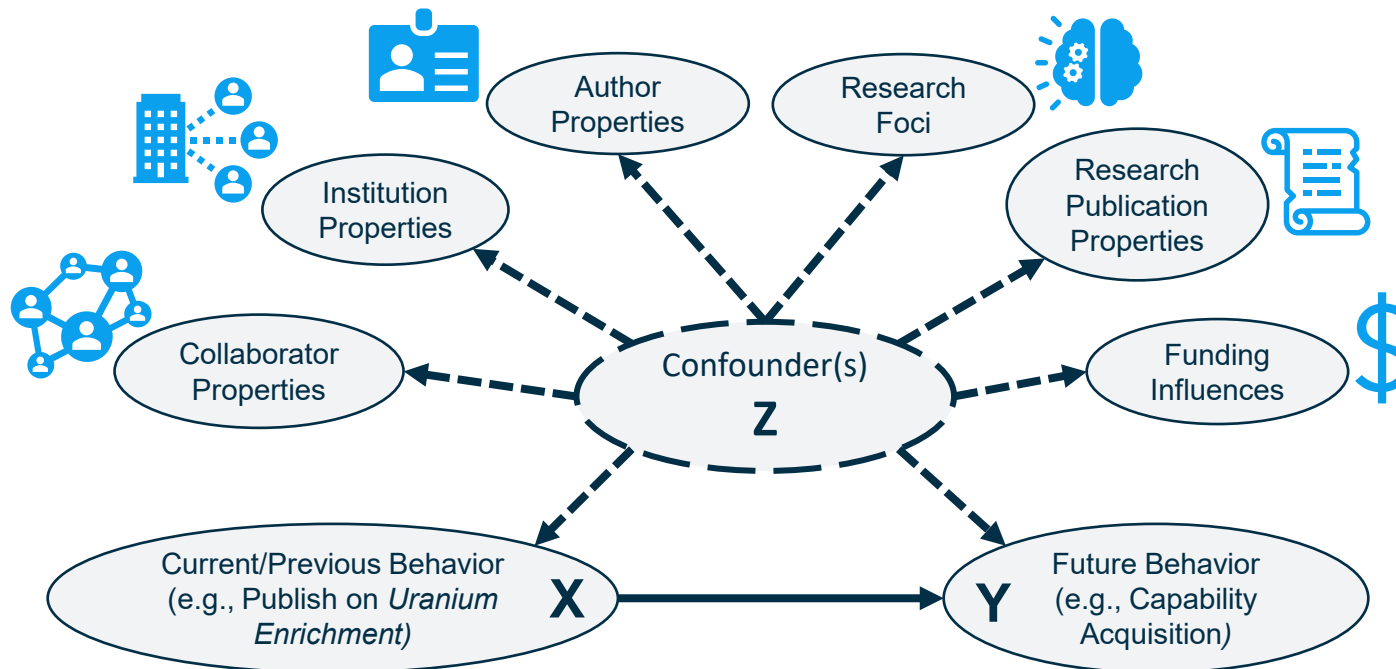 Author
Properties
Research
Foci
Institution
Properties
Research
Publication
Properties
Collaborator
Properties
Confounder(s)
Z
Funding
Influences
Current/Previous Behavior
(e.g., Publish on Uranium
Enrichment)
X
Y
Future Behavior
(e.g., Capability
Acquisition)